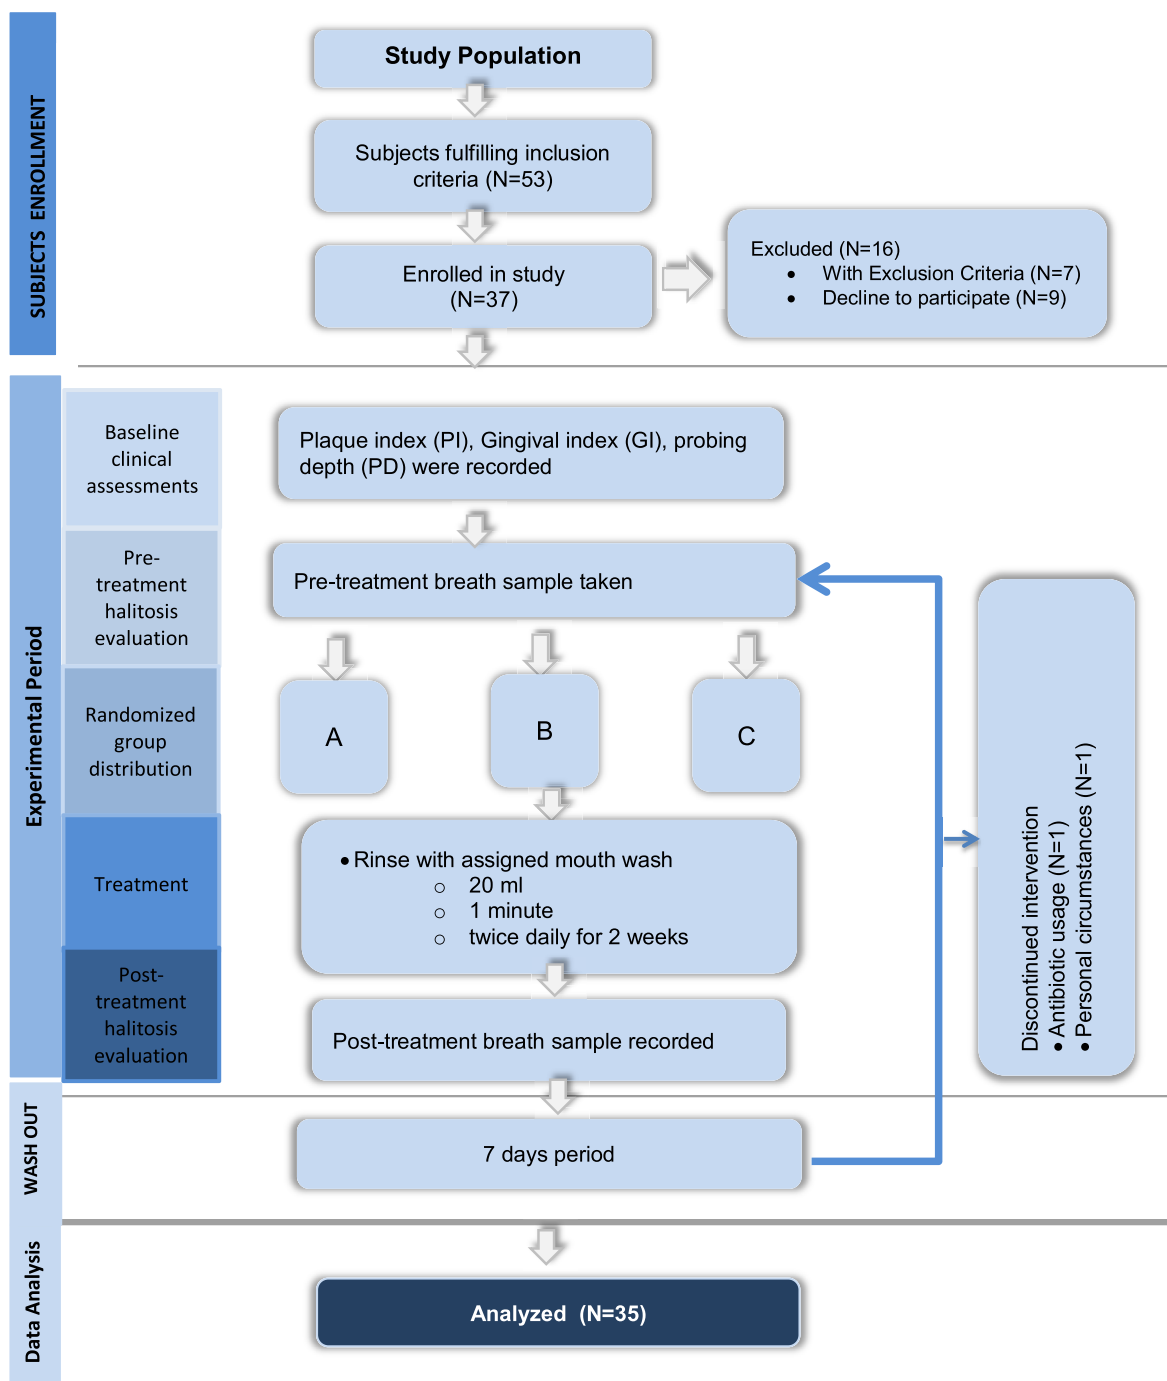 SUBJECTS ENROLLMENT
Study Population
Subjects fulfilling inclusion
criteria (N=53)
Enrolled in study
(N=37)
Excluded (N=16)
• With Exclusion Criteria (N=7)
• Decline to participate (N=9)
Experimental Period
Baseline
clinical
assessments
Plaque index (PI), Gingival index (GI), probing
depth (PD) were recorded
Pre-
treatment
halitosis
evaluation
Pre-treatment breath sample taken
Randomized
group
distribution
A
B
C
Treatment
• Rinse with assigned mouth wash
o 20 ml
o 1 minute
o twice daily for 2 weeks
Discontinued intervention
• Antibiotic usage (N=1)
• Personal circumstances (N=1)
Post-
treatment
halitosis
evaluation
Post-treatment breath sample recorded
WASH OUT
7 days period
Data Analysis
Analyzed (N=35)